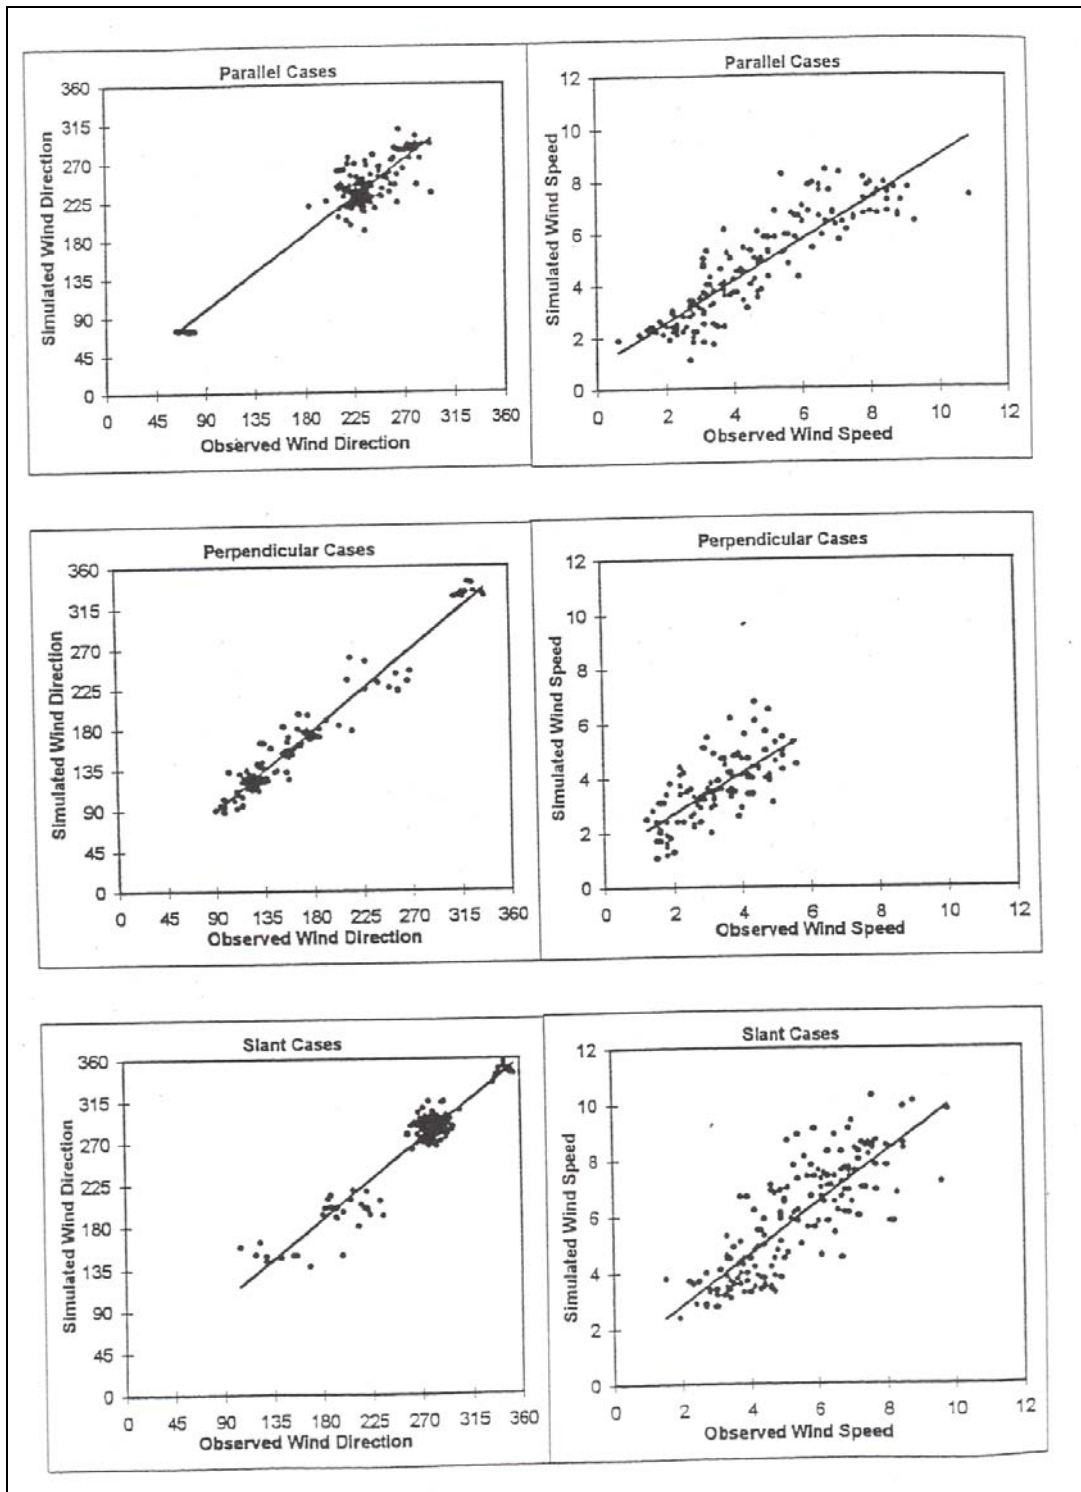 Parallel Cases
360
315
270
225
180
135
90
45
0
Simulated Wind Direction
0 45 90 135 180 225 270 315 360
Observed Wind Direction
Parallel Cases
12
10
8
6
4
2
0
Simulated Wind Speed
0 2 4 6 8 10 12
Observed Wind Speed
Perpendicular Cases
360
315
270
225
180
135
90
45
0
Simulated Wind Direction
0 45 90 135 180 225 270 315 360
Observed Wind Direction
Perpendicular Cases
12
10
8
6
4
2
0
Simulated Wind Speed
0 2 4 6 8 10 12
Observed Wind Speed
Slant Cases
360
315
270
225
180
135
90
45
0
Simulated Wind Direction
0 45 90 135 180 225 270 315 360
Observed Wind Direction
Slant Cases
12
10
8
6
4
2
0
Simulated Wind Speed
0 2 4 6 8 10 12
Observed Wind Speed